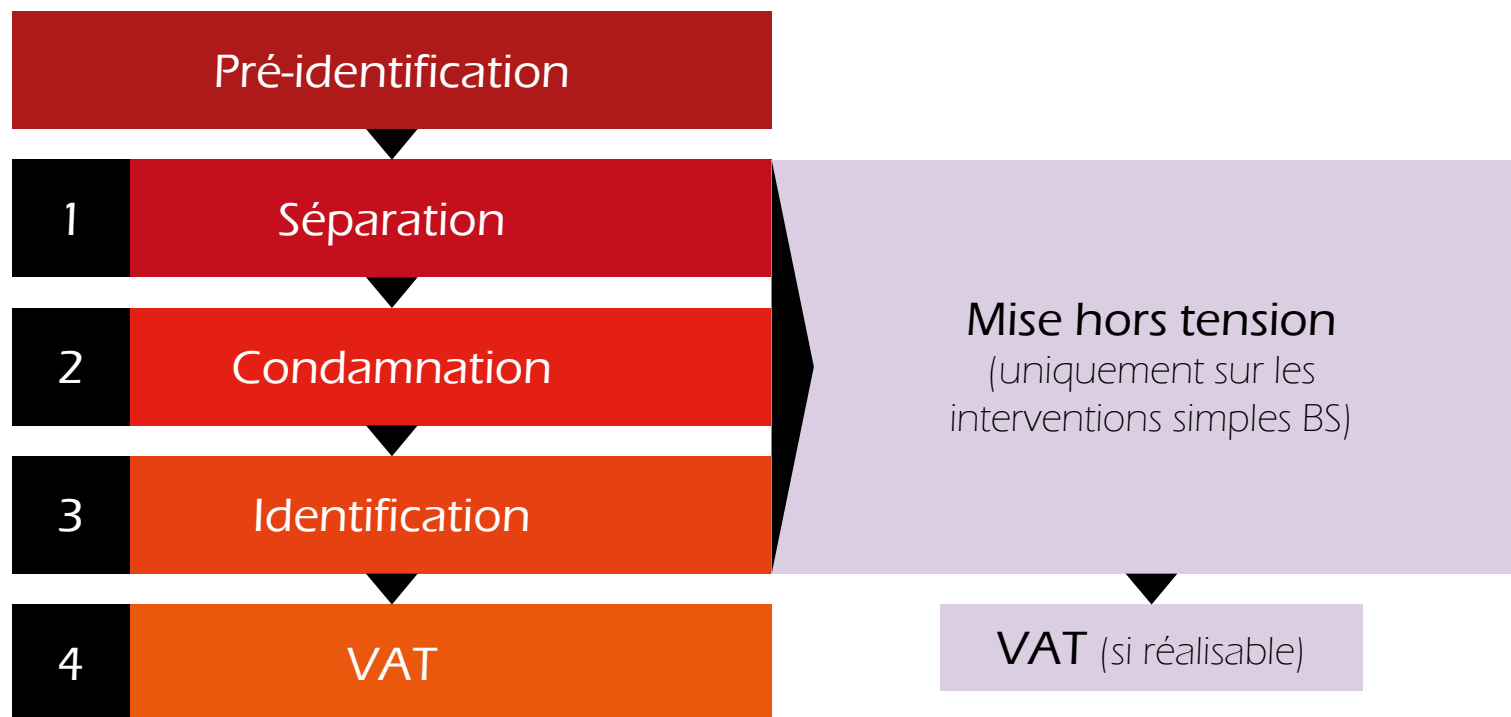 Pré-identification
1 Séparation
2 Condamnation
3 Identification
4 VAT
Mise hors tension
(uniquement sur les
interventions simples BS)
VAT (si réalisable)